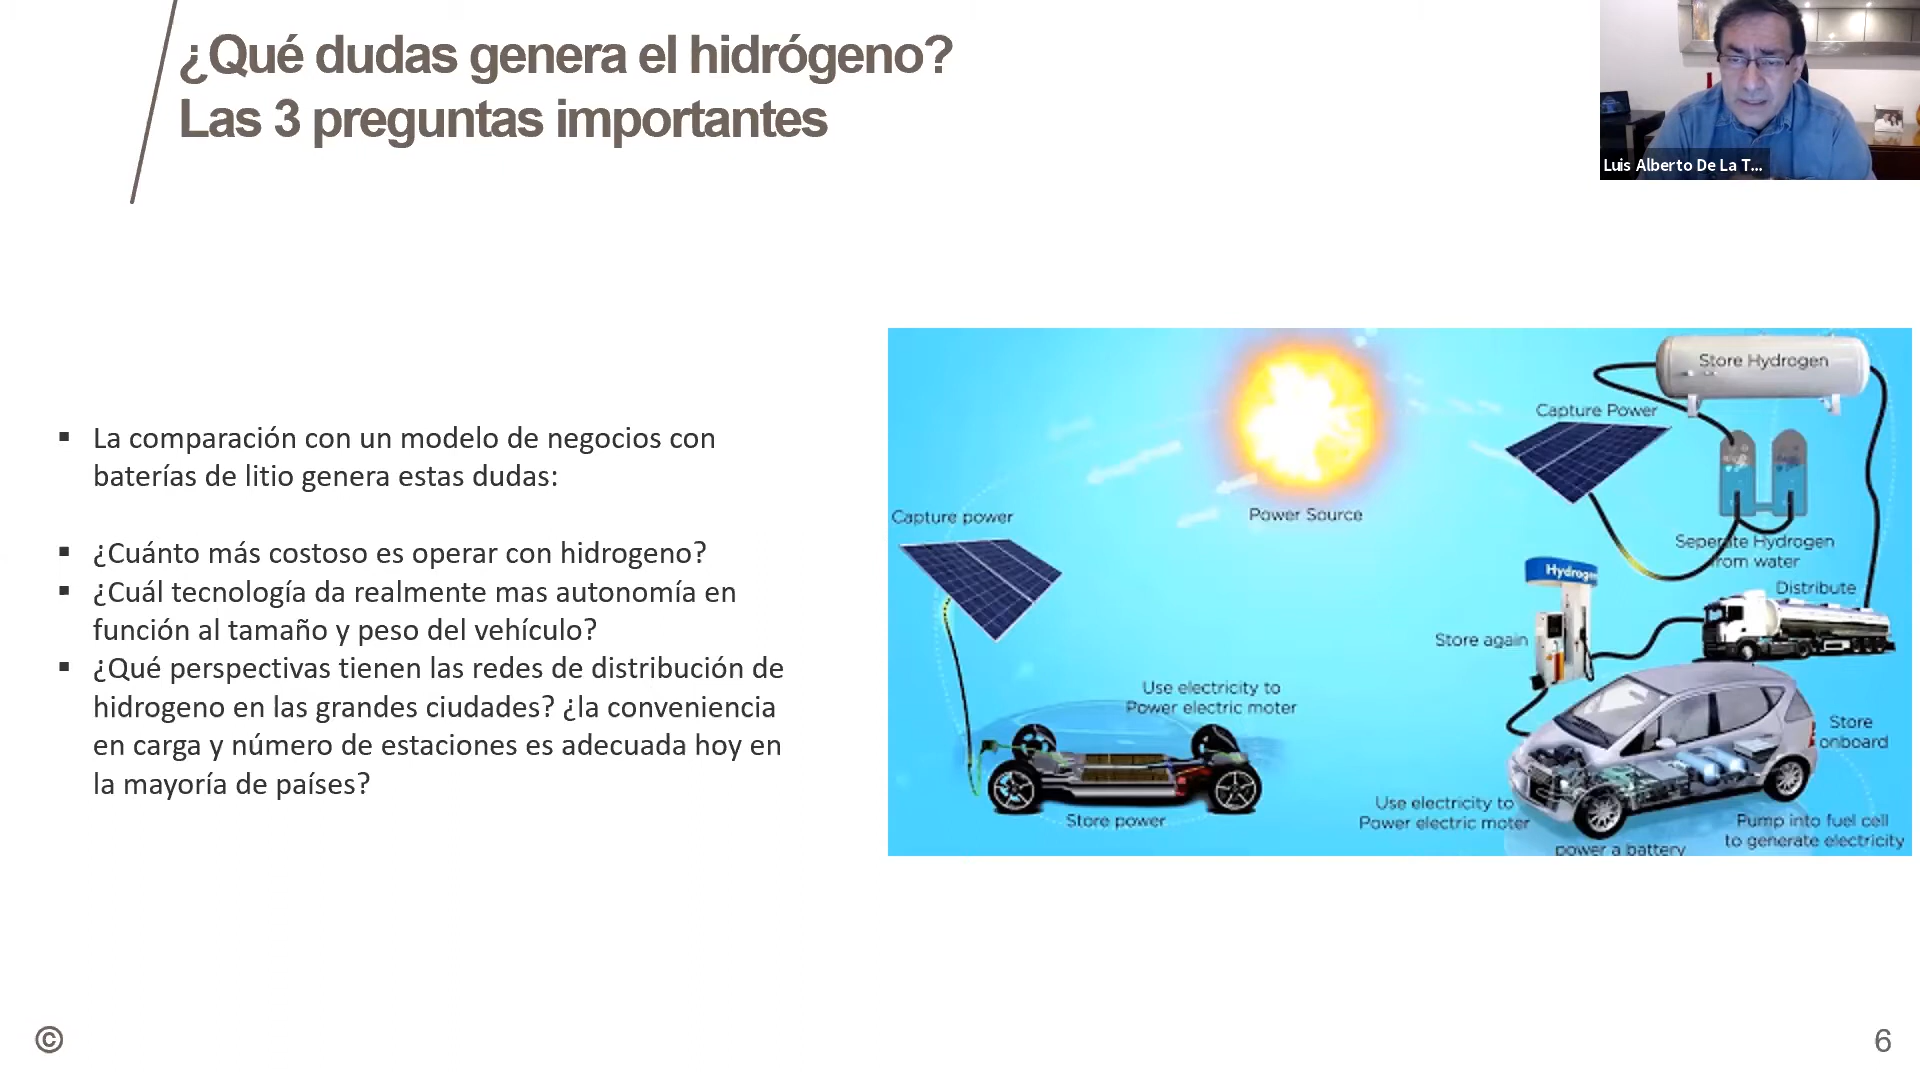 ¿Qué dudas genera el hidrógeno?
Las 3 preguntas importantes
Luis Alberto De La T...
▪ La comparación con un modelo de negocios con
baterías de litio genera estas dudas:
▪ ¿Cuánto más costoso es operar con hidrogeno?
▪ ¿Cuál tecnología da realmente mas autonomía en
función al tamaño y peso del vehículo?
▪ ¿Qué perspectivas tienen las redes de distribución de
hidrogeno en las grandes ciudades? ¿la conveniencia
en carga y número de estaciones es adecuada hoy en
la mayoría de países?
Capture power
Use electricity to
Power electric moter
Store power
Power Source
Store Hydrogen
Capture Power
Seperate Hydrogen
from water
Distribute
Hydrogen
Store again
Store
onboard
Use electricity to
Power electric moter
Pump into fuel cell
to generate electricity
power a battery
©
6